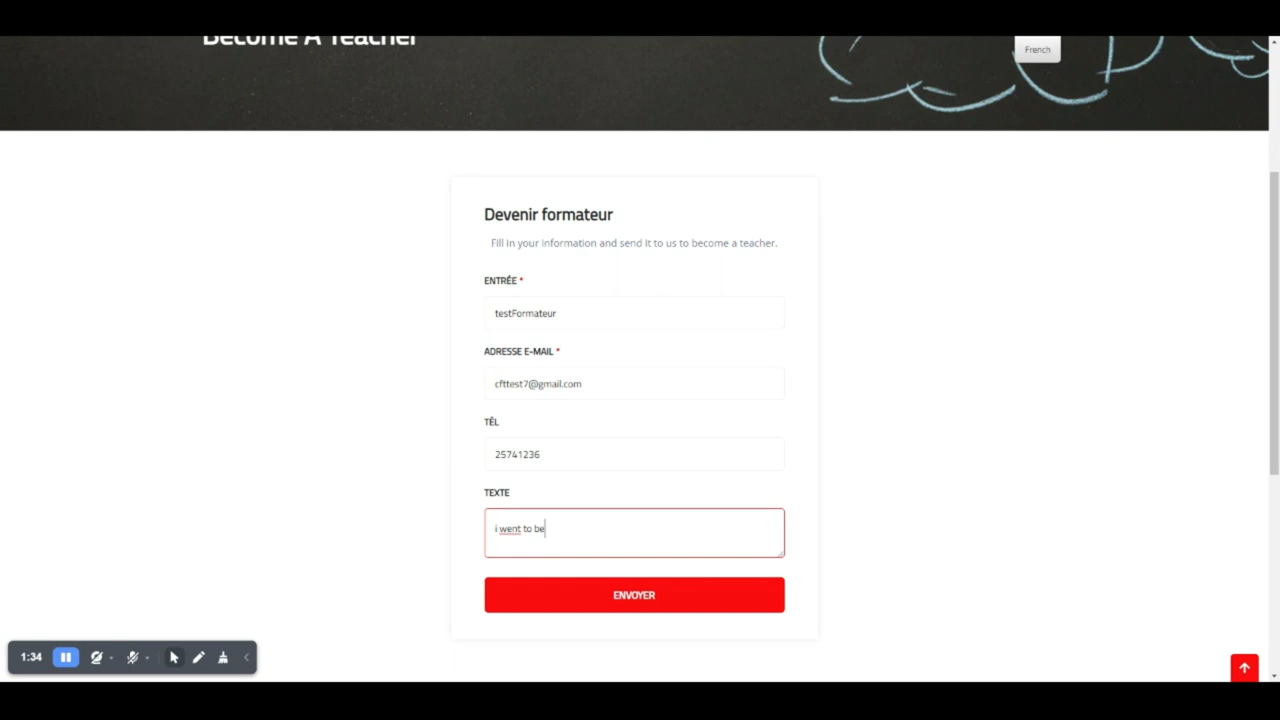 Become A Teacher
French
Devenir formateur
Fill in your information and send it to us to become a teacher.
ENTRÉE *
testFormateur
ADRESSE E-MAIL *
cfttest7@gmail.com
TÉL
25741236
TEXTE
i went to be
ENVOYER
1:34